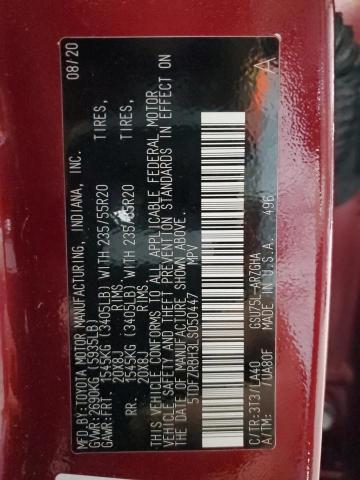 MFD.BY:TOYOTA MOTOR MANUFACTURING, INDIANA, INC. 08/20
GVWR:2690KG (5935LB)
GAWR:FRT. 1545KG (3405LB) WITH 235/55R20 TIRES,
20X8J RIMS,
RR. 1545KG (3405LB) WITH 235/55R20 TIRES,
20X8J RIMS.
THIS VEHICLE CONFORMS TO ALL APPLICABLE FEDERAL MOTOR
VEHICLE SAFETY AND THEFT PREVENTION STANDARDS IN EFFECT ON
THE DATE OF MANUFACTURE SHOWN ABOVE.
5TDFZRBH3LS050447 MPV
C/TR:3T3/LA40 GSU75L-ARZGHA A
A/TM: /UA80F MADE IN U.S.A. 496